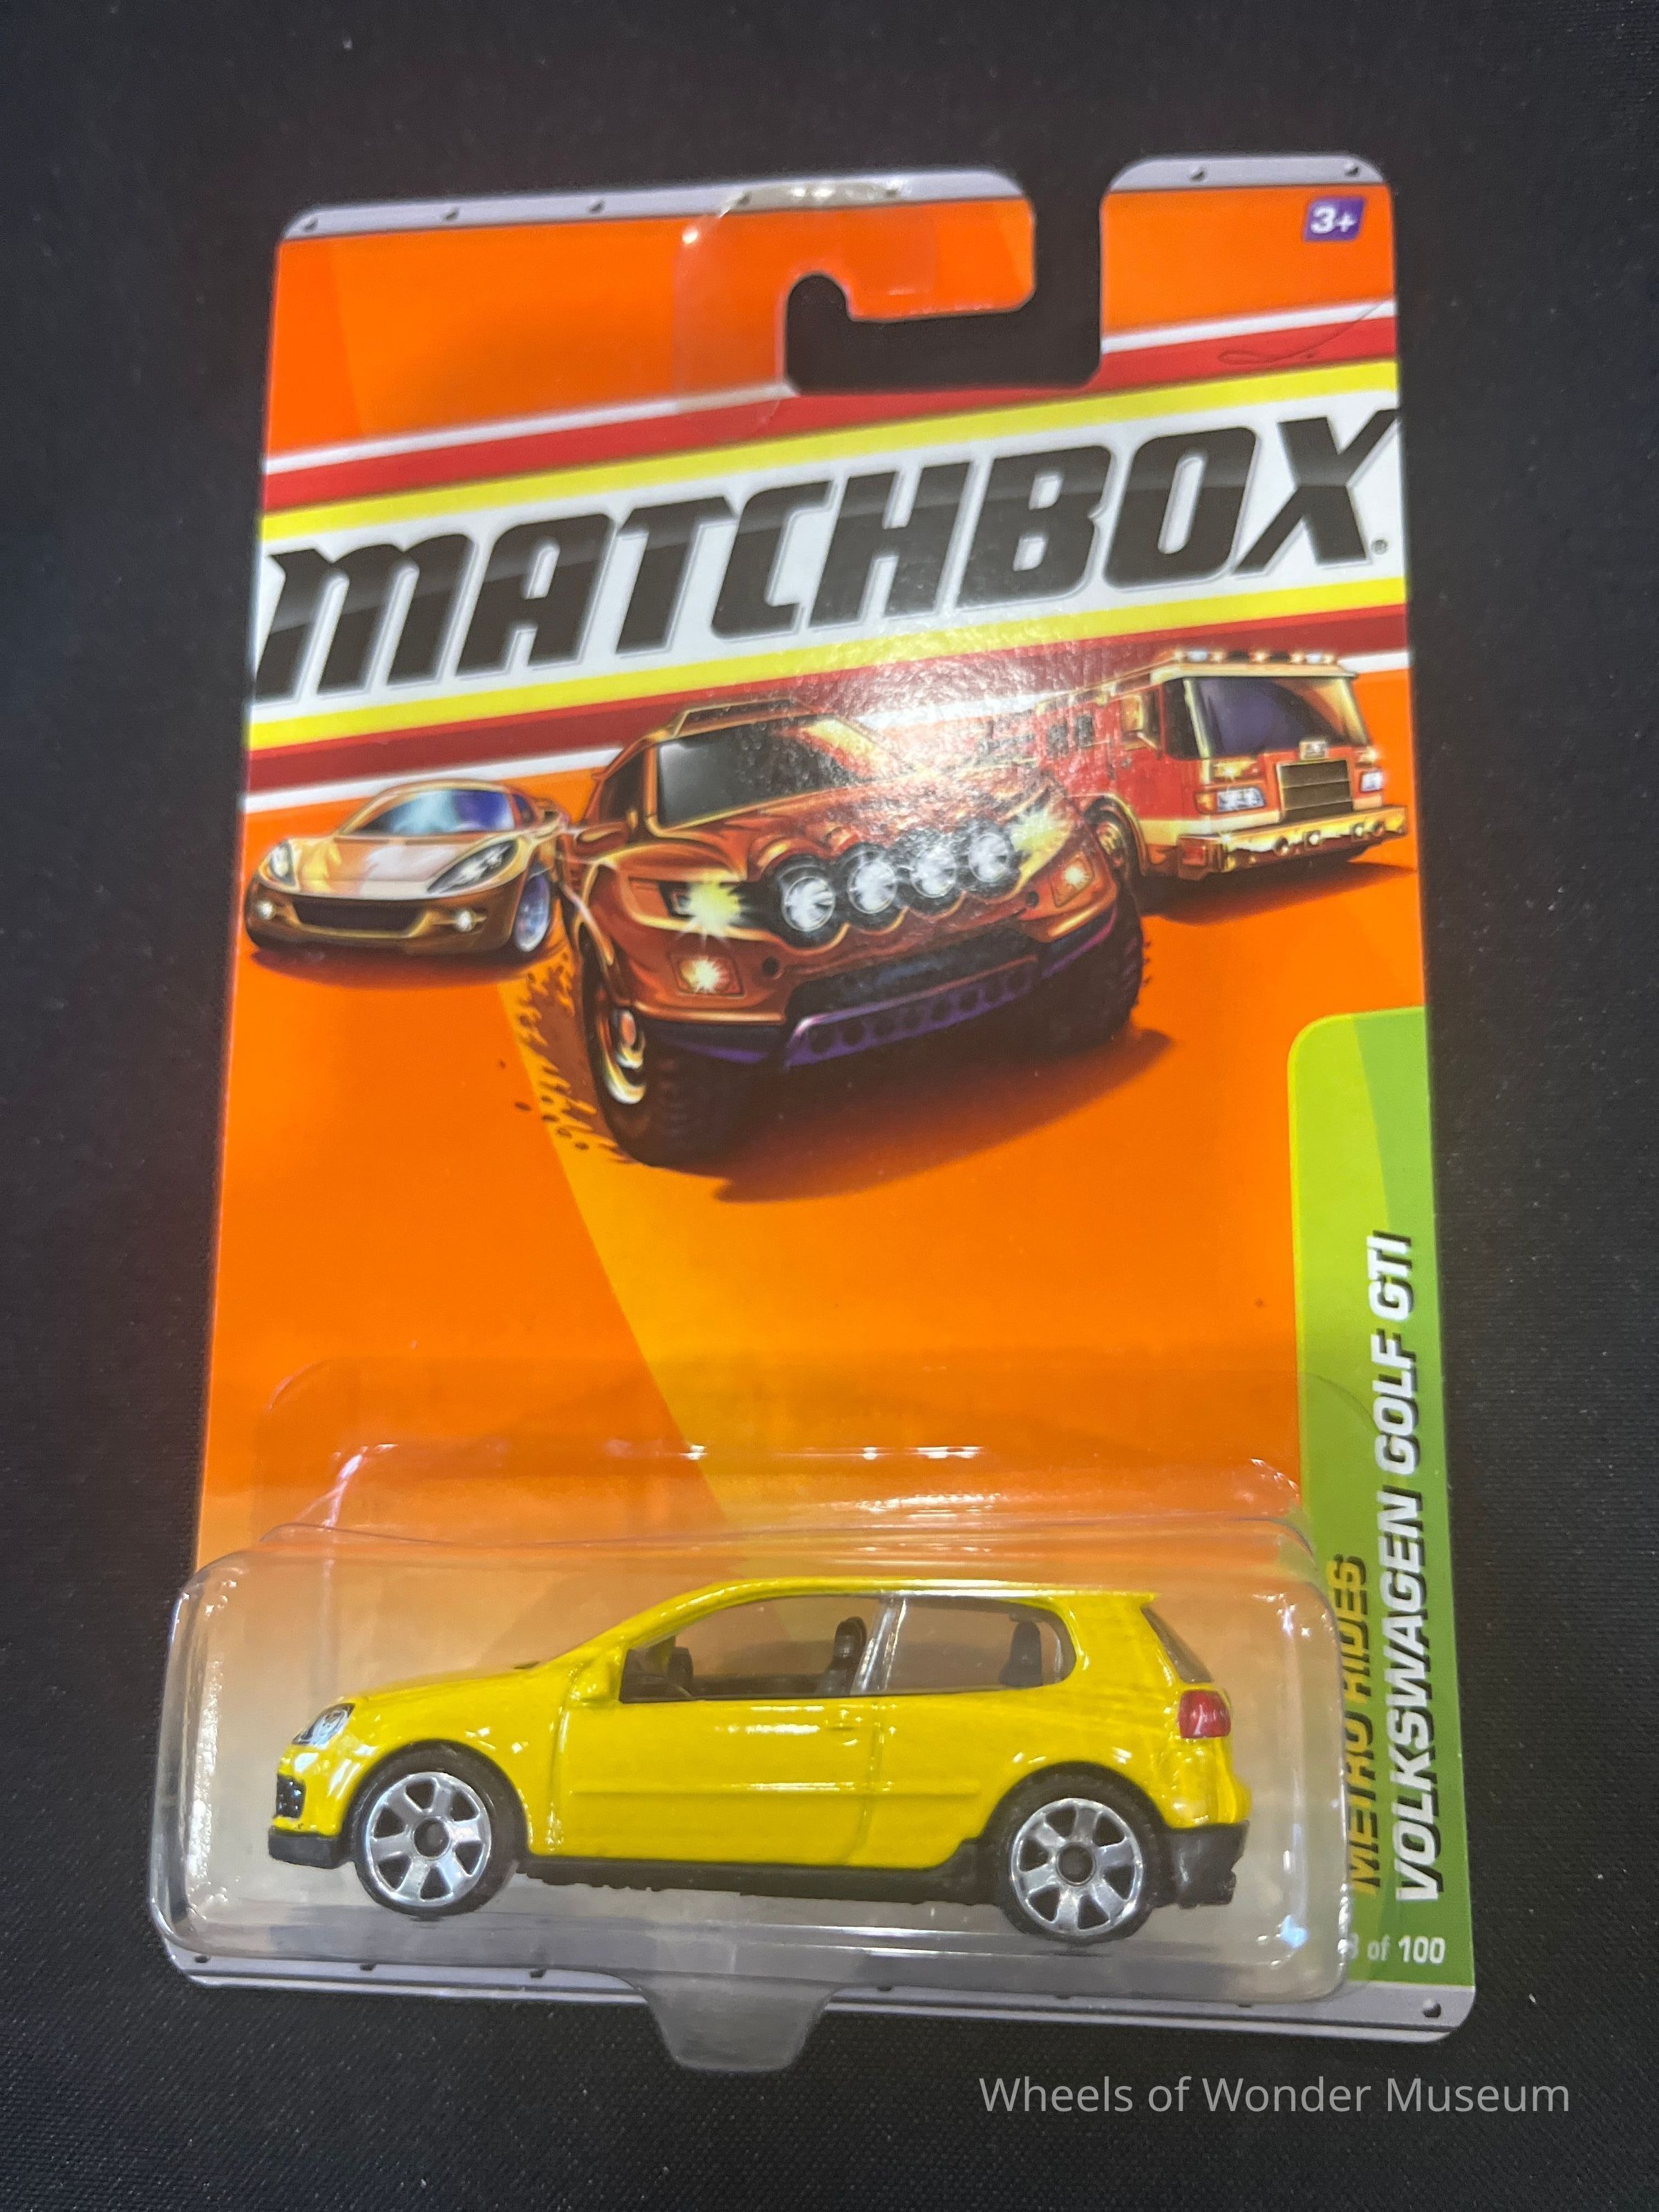 3+
MATCHBOX®
METRO RIDES
VOLKSWAGEN GOLF GTI
of 100
Wheels of Wonder Museum